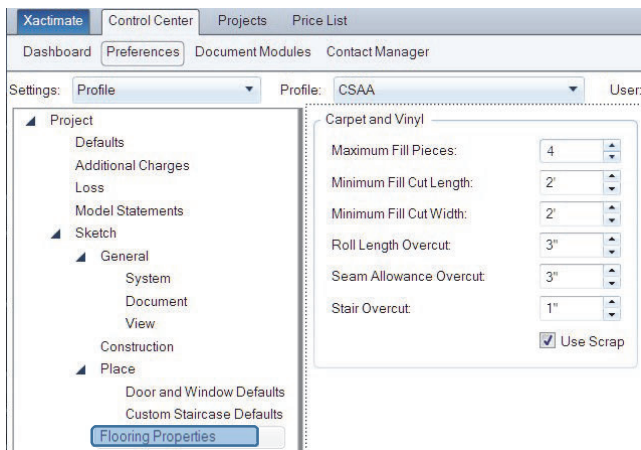 Xactimate Control Center Projects Price List
Dashboard Preferences Document Modules Contact Manager
Settings: Profile Profile: CSAA User:
Project
Defaults
Additional Charges
Loss
Model Statements
Sketch
General
System
Document
View
Construction
Place
Door and Window Defaults
Custom Staircase Defaults
Flooring Properties
Carpet and Vinyl
Maximum Fill Pieces: 4
Minimum Fill Cut Length: 2'
Minimum Fill Cut Width: 2'
Roll Length Overcut: 3"
Seam Allowance Overcut: 3"
Stair Overcut: 1"
Use Scrap